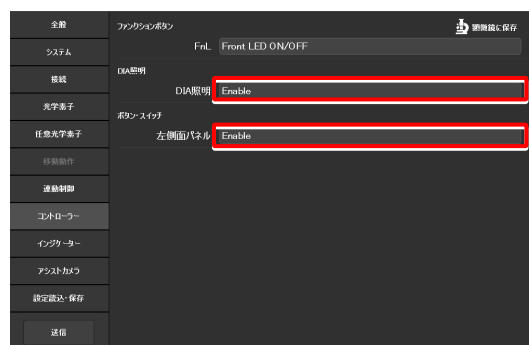 全般
システム
接続
光学素子
任意光学素子
移動動作
連動制御
コントローラー
インジケーター
アシストカメラ
設定読込・保存
送信
ファンクションボタン
顕微鏡に保存
FnL Front LED ON/OFF
DIA照明
DIA照明 Enable
ボタン・スイッチ
左側面パネル Enable